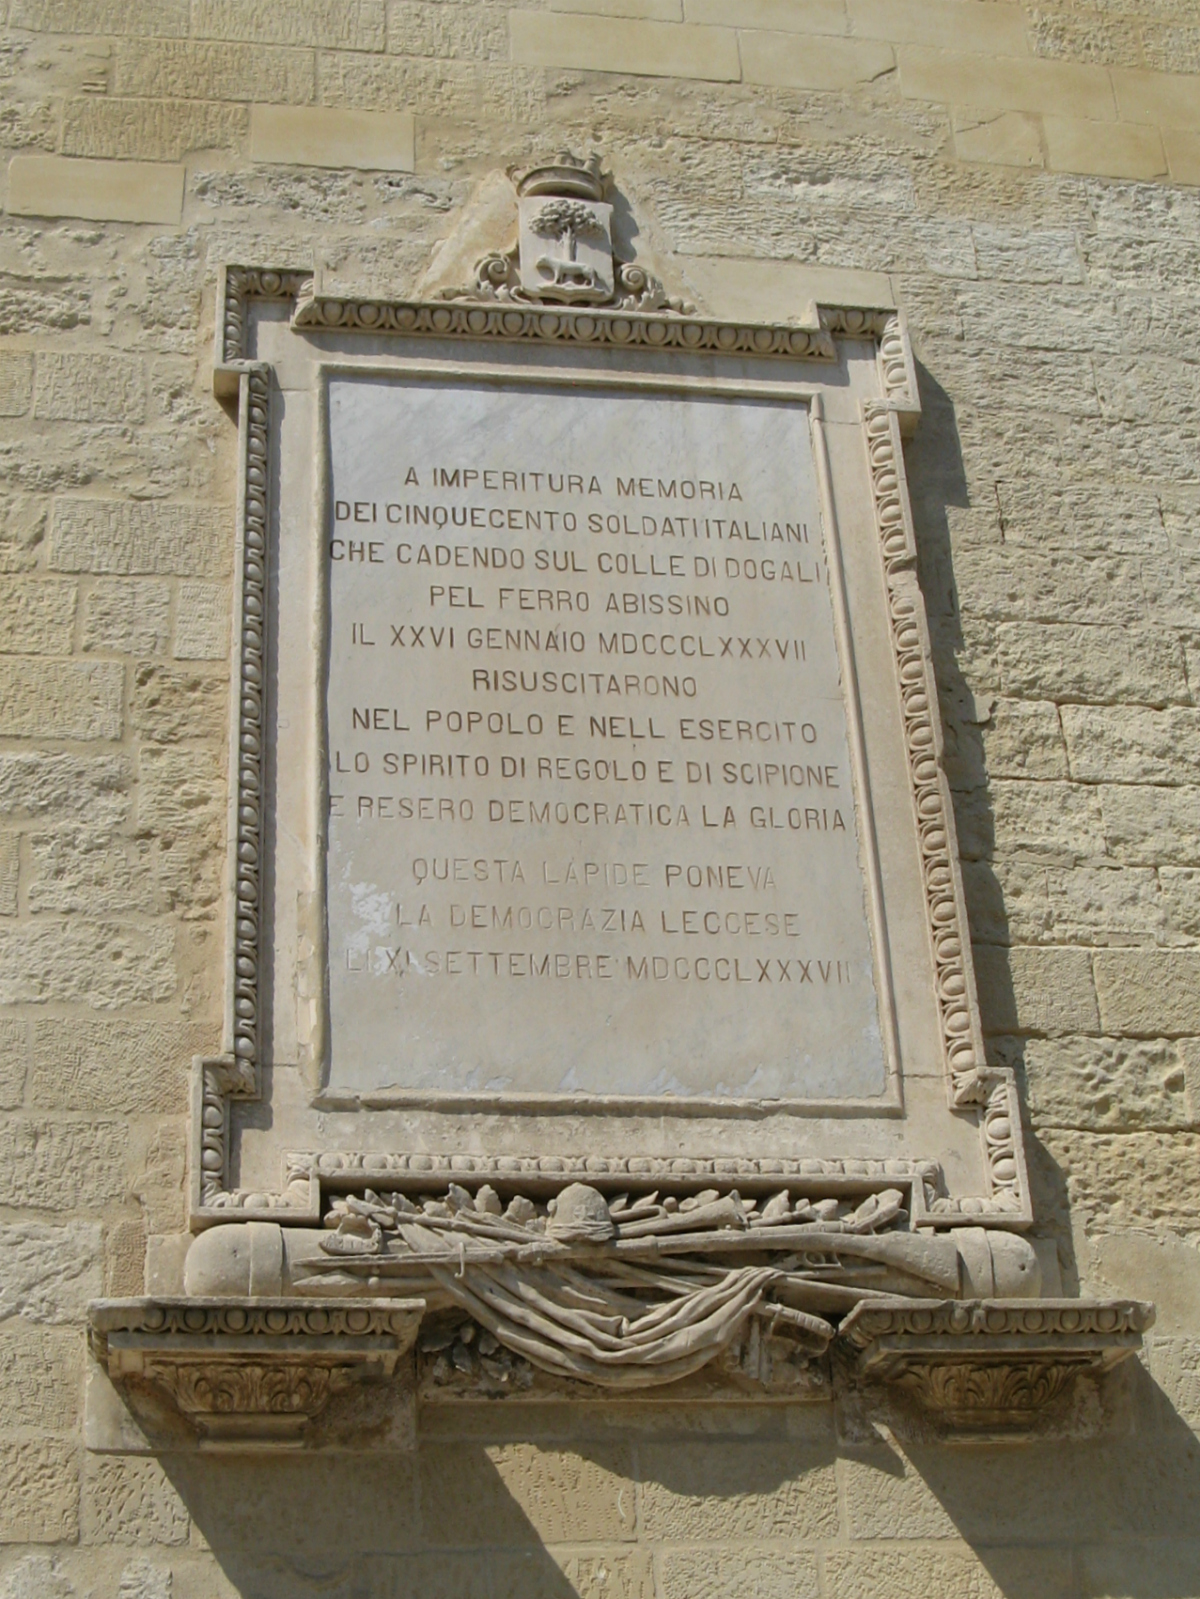 A IMPERITURA MEMORIA
DEI CINQUECENTO SOLDATI ITALIANI
CHE CADENDO SUL COLLE DI DOGALI
PEL FERRO ABISSINO
IL XXVI GENNAIO MDCCCLXXXVII
RISUSCITARONO
NEL POPOLO E NELL ESERCITO
LO SPIRITO DI REGOLO E DI SCIPIONE
E RESERO DEMOCRATICA LA GLORIA
QUESTA LAPIDE PONEVA
LA DEMOCRAZIA LECCESE
LI XI SETTEMBRE MDCCCLXXXVII